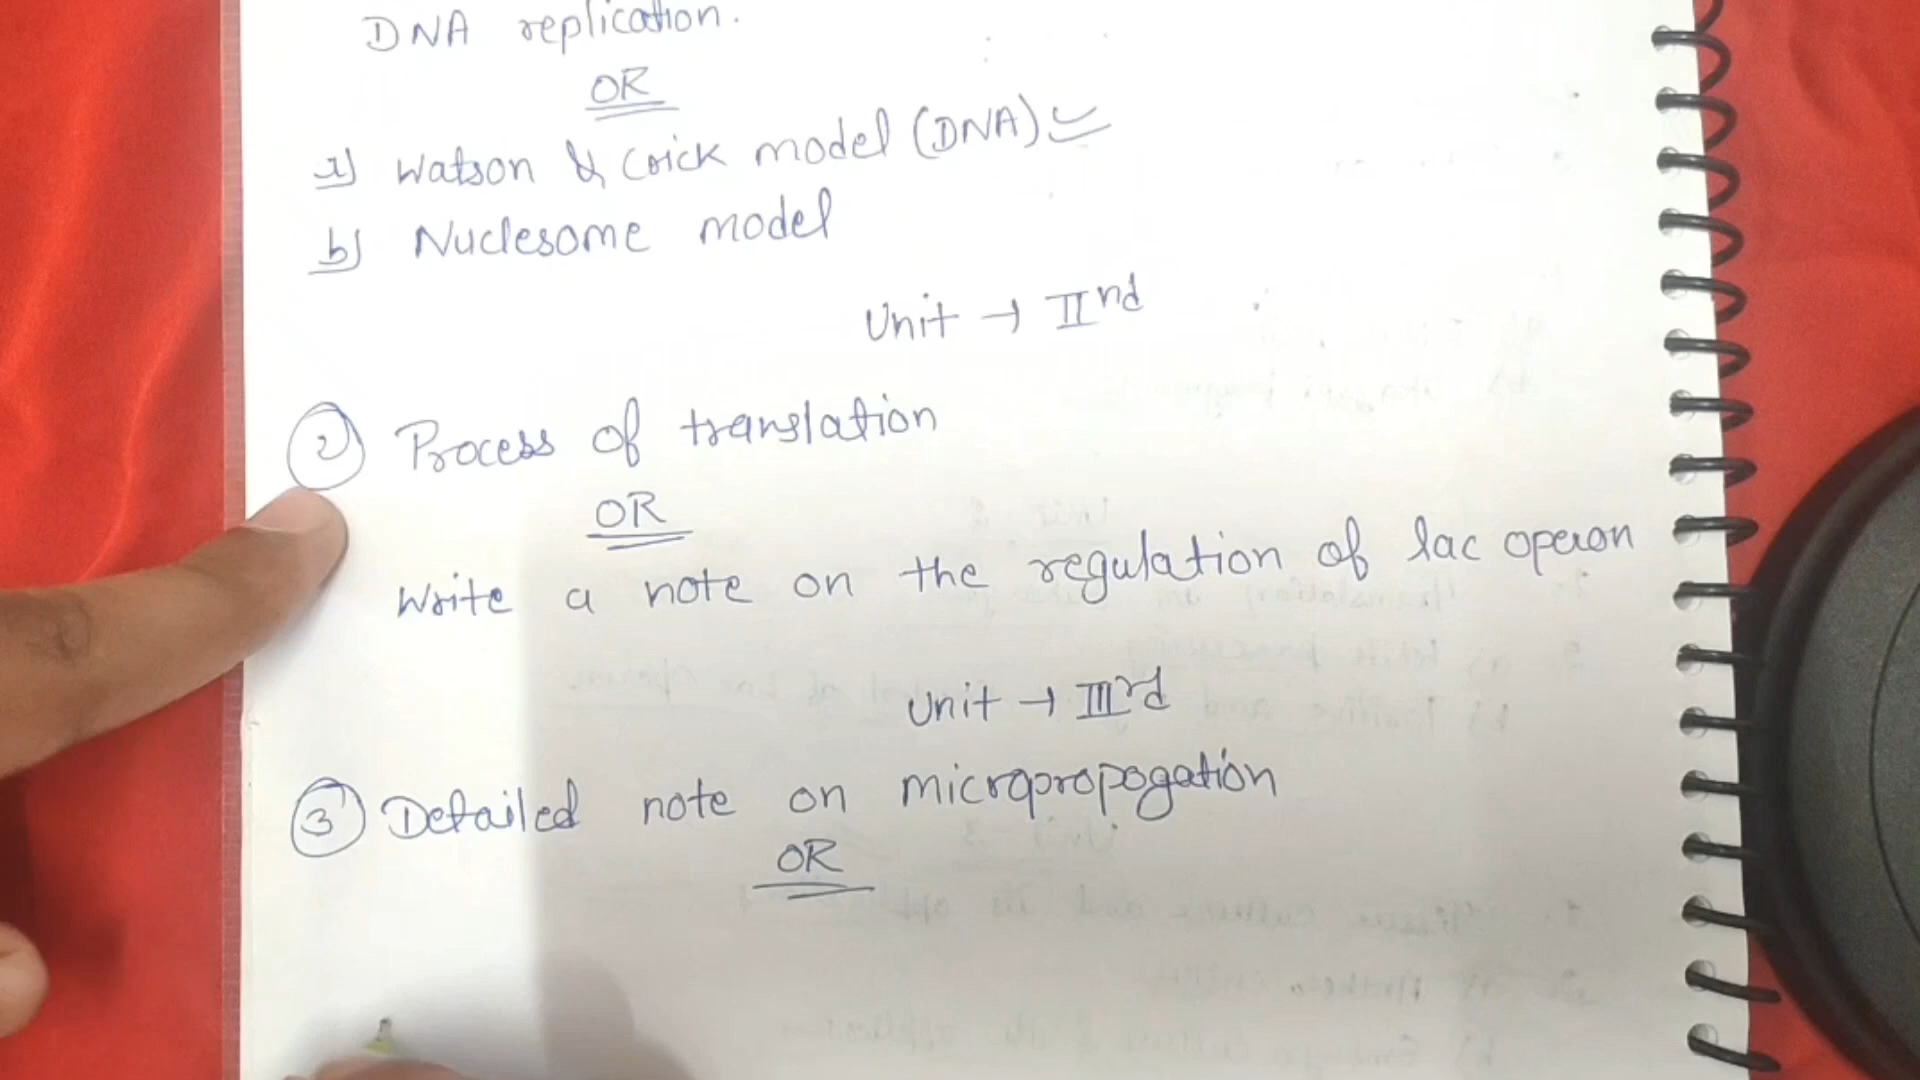 DNA replication.
OR
a) Watson & Crick model (DNA)
b) Nuclesome model
Unit → IInd
2 Process of translation
OR
Write a note on the regulation of lac operon
Unit → IIIrd
3 Detailed note on micropropogation
OR